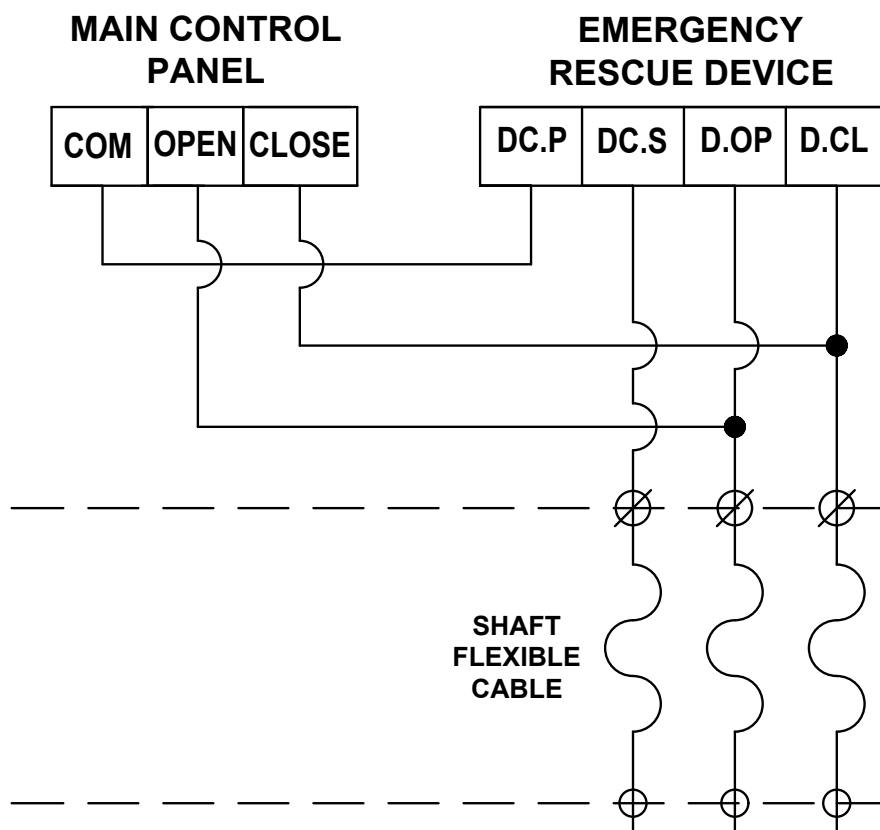 MAIN CONTROL
PANEL
EMERGENCY
RESCUE DEVICE
COM OPEN CLOSE
DC.P DC.S D.OP D.CL
SHAFT
FLEXIBLE
CABLE